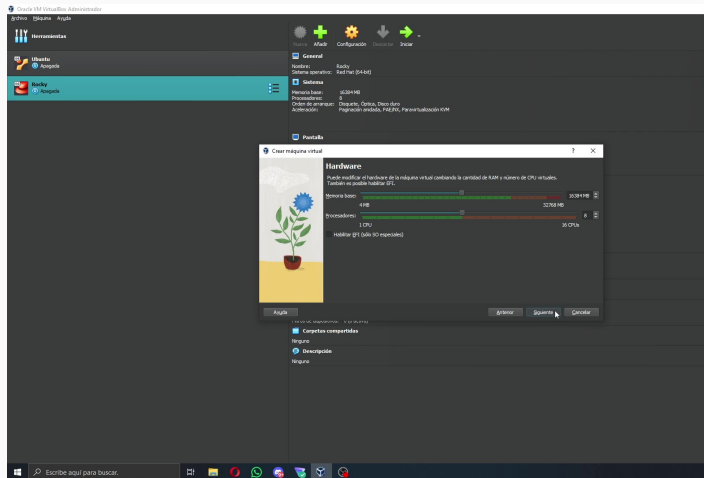 Oracle VM VirtualBox Administrador
Archivo Máquina Ayuda
Herramientas
Nueva Añadir Configuración Descartar Iniciar
Ubuntu
Apagada
Rocky
Apagada
General
Nombre: Rocky
Sistema operativo: Red Hat (64-bit)
Sistema
Memoria base: 16384 MB
Procesadores: 8
Orden de arranque: Disquete, Óptica, Disco duro
Aceleración: Paginación anidada, PAE/NX, Paravirtualización KVM
Pantalla
Crear máquina virtual ? ×
Hardware
Puede modificar el hardware de la máquina virtual cambiando la cantidad de RAM y número de CPU virtuales.
También es posible habilitar EFI.
Memoria base: 16384 MB
4 MB 32768 MB
Procesadores: 8
1 CPU 16 CPUs
Habilitar EFI (sólo SO especiales)
Ayuda Anterior Siguiente Cancelar
Carpetas compartidas
Ninguno
Descripción
Ninguno
Escribe aquí para buscar.